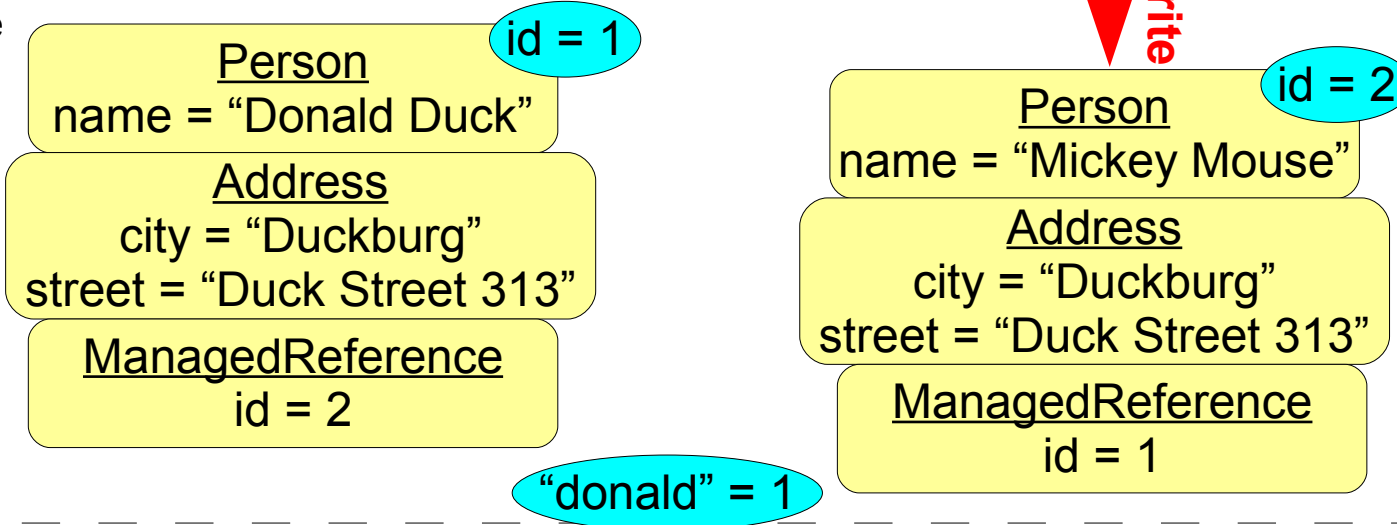 id = 1
Person
name = “Donald Duck”
Address
city = “Duckburg”
street = “Duck Street 313”
ManagedReference
id = 2
id = 2
Person
name = “Mickey Mouse”
Address
city = “Duckburg”
street = “Duck Street 313”
ManagedReference
id = 1
“donald” = 1